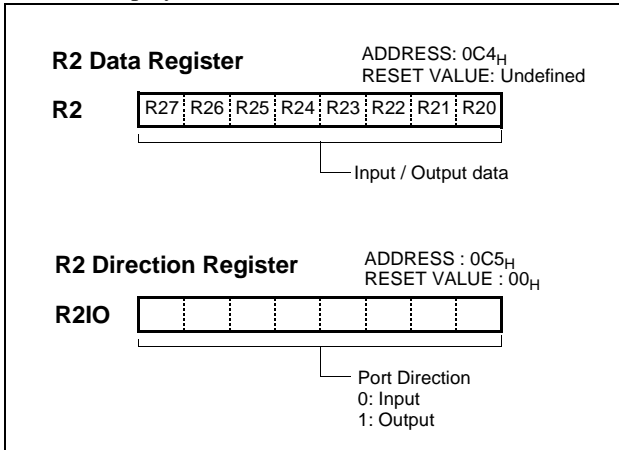 R2 Data Register
ADDRESS: 0C4H
RESET VALUE: Undefined
R2
R27 R26 R25 R24 R23 R22 R21 R20
Input / Output data
R2 Direction Register
ADDRESS : 0C5H
RESET VALUE : 00H
R2IO
Port Direction
0: Input
1: Output